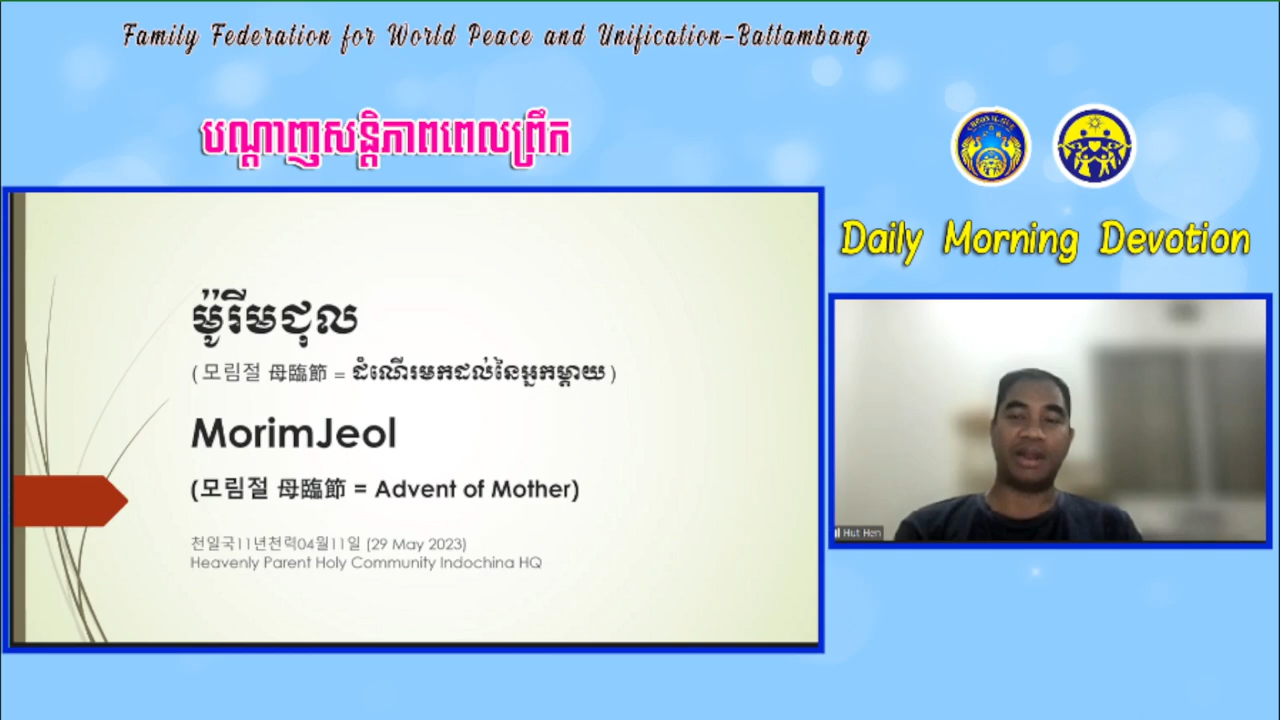 Family Federation for World Peace and Unification-Battambang
បណ្តាញសន្តិភាពពេលព្រឹក
Daily Morning Devotion
ម៉ូរីមជុល
(모림절 母臨節 = ដំណើរមកដល់នៃអ្នកម្តាយ)
MorimJeol
(모림절 母臨節 = Advent of Mother)
천일국11년천력04월11일 (29 May 2023)
Heavenly Parent Holy Community Indochina HQ
Hut Hen